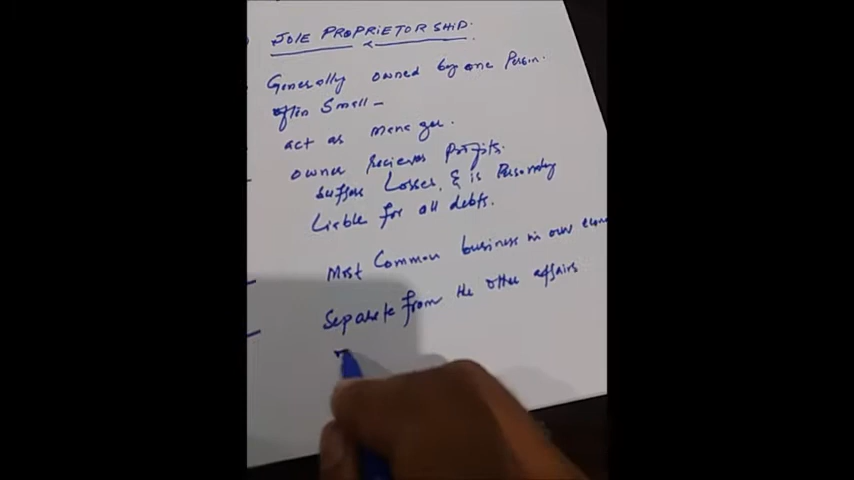 SOLE PROPRIETORSHIP.
Generally owned by one Person.
often Small -
act as manager.
owner recieves Profits.
suffers Losses, & is Personally
Liable for all debts.
Most Common business in our econo
Separate from the other affairs